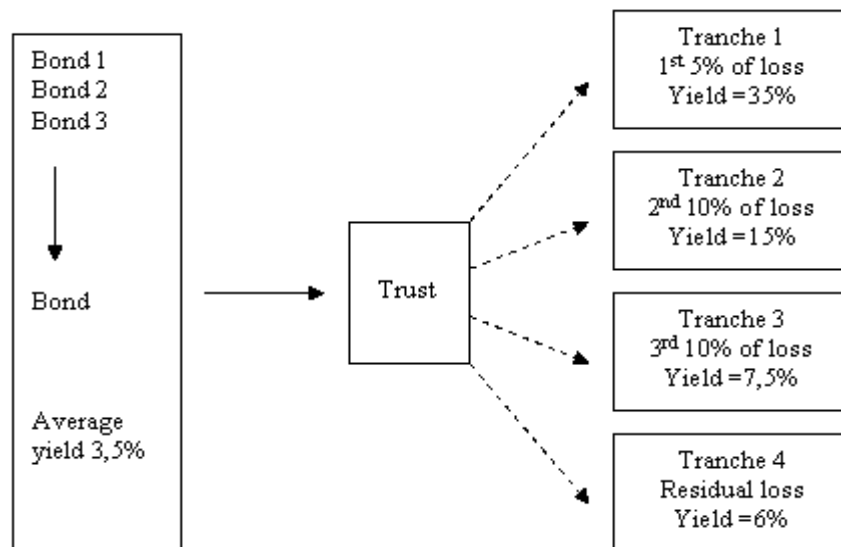 Bond 1
Bond 2
Bond 3
Bond
Average
yield 3,5%
Trust
Tranche 1
1st 5% of loss
Yield =35%
Tranche 2
2nd 10% of loss
Yield =15%
Tranche 3
3rd 10% of loss
Yield =7,5%
Tranche 4
Residual loss
Yield =6%